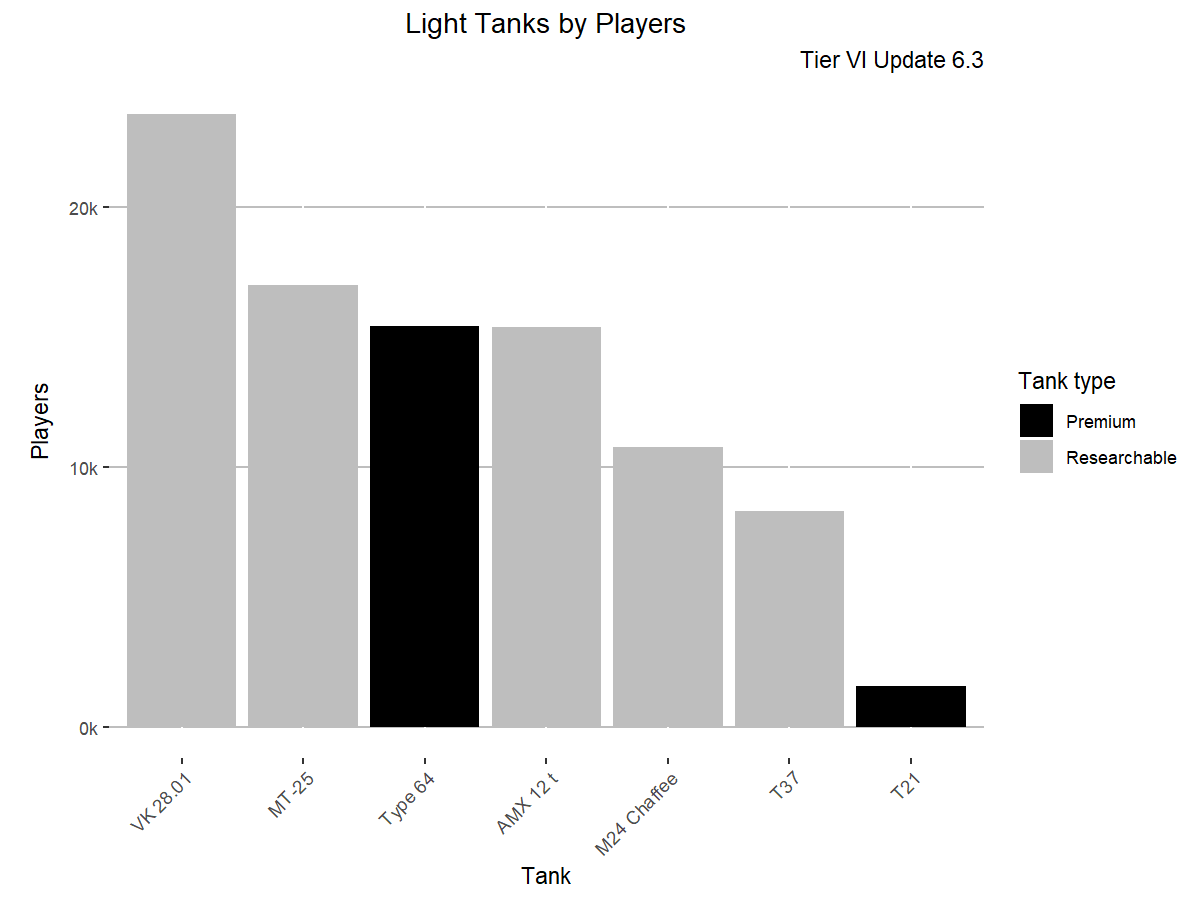 Light Tanks by Players
Tier VI Update 6.3
Players
20k
10k
0k
VK 28.01
MT-25
Type 64
AMX 12 t
M24 Chaffee
T37
T21
Tank
Tank type
Premium
Researchable